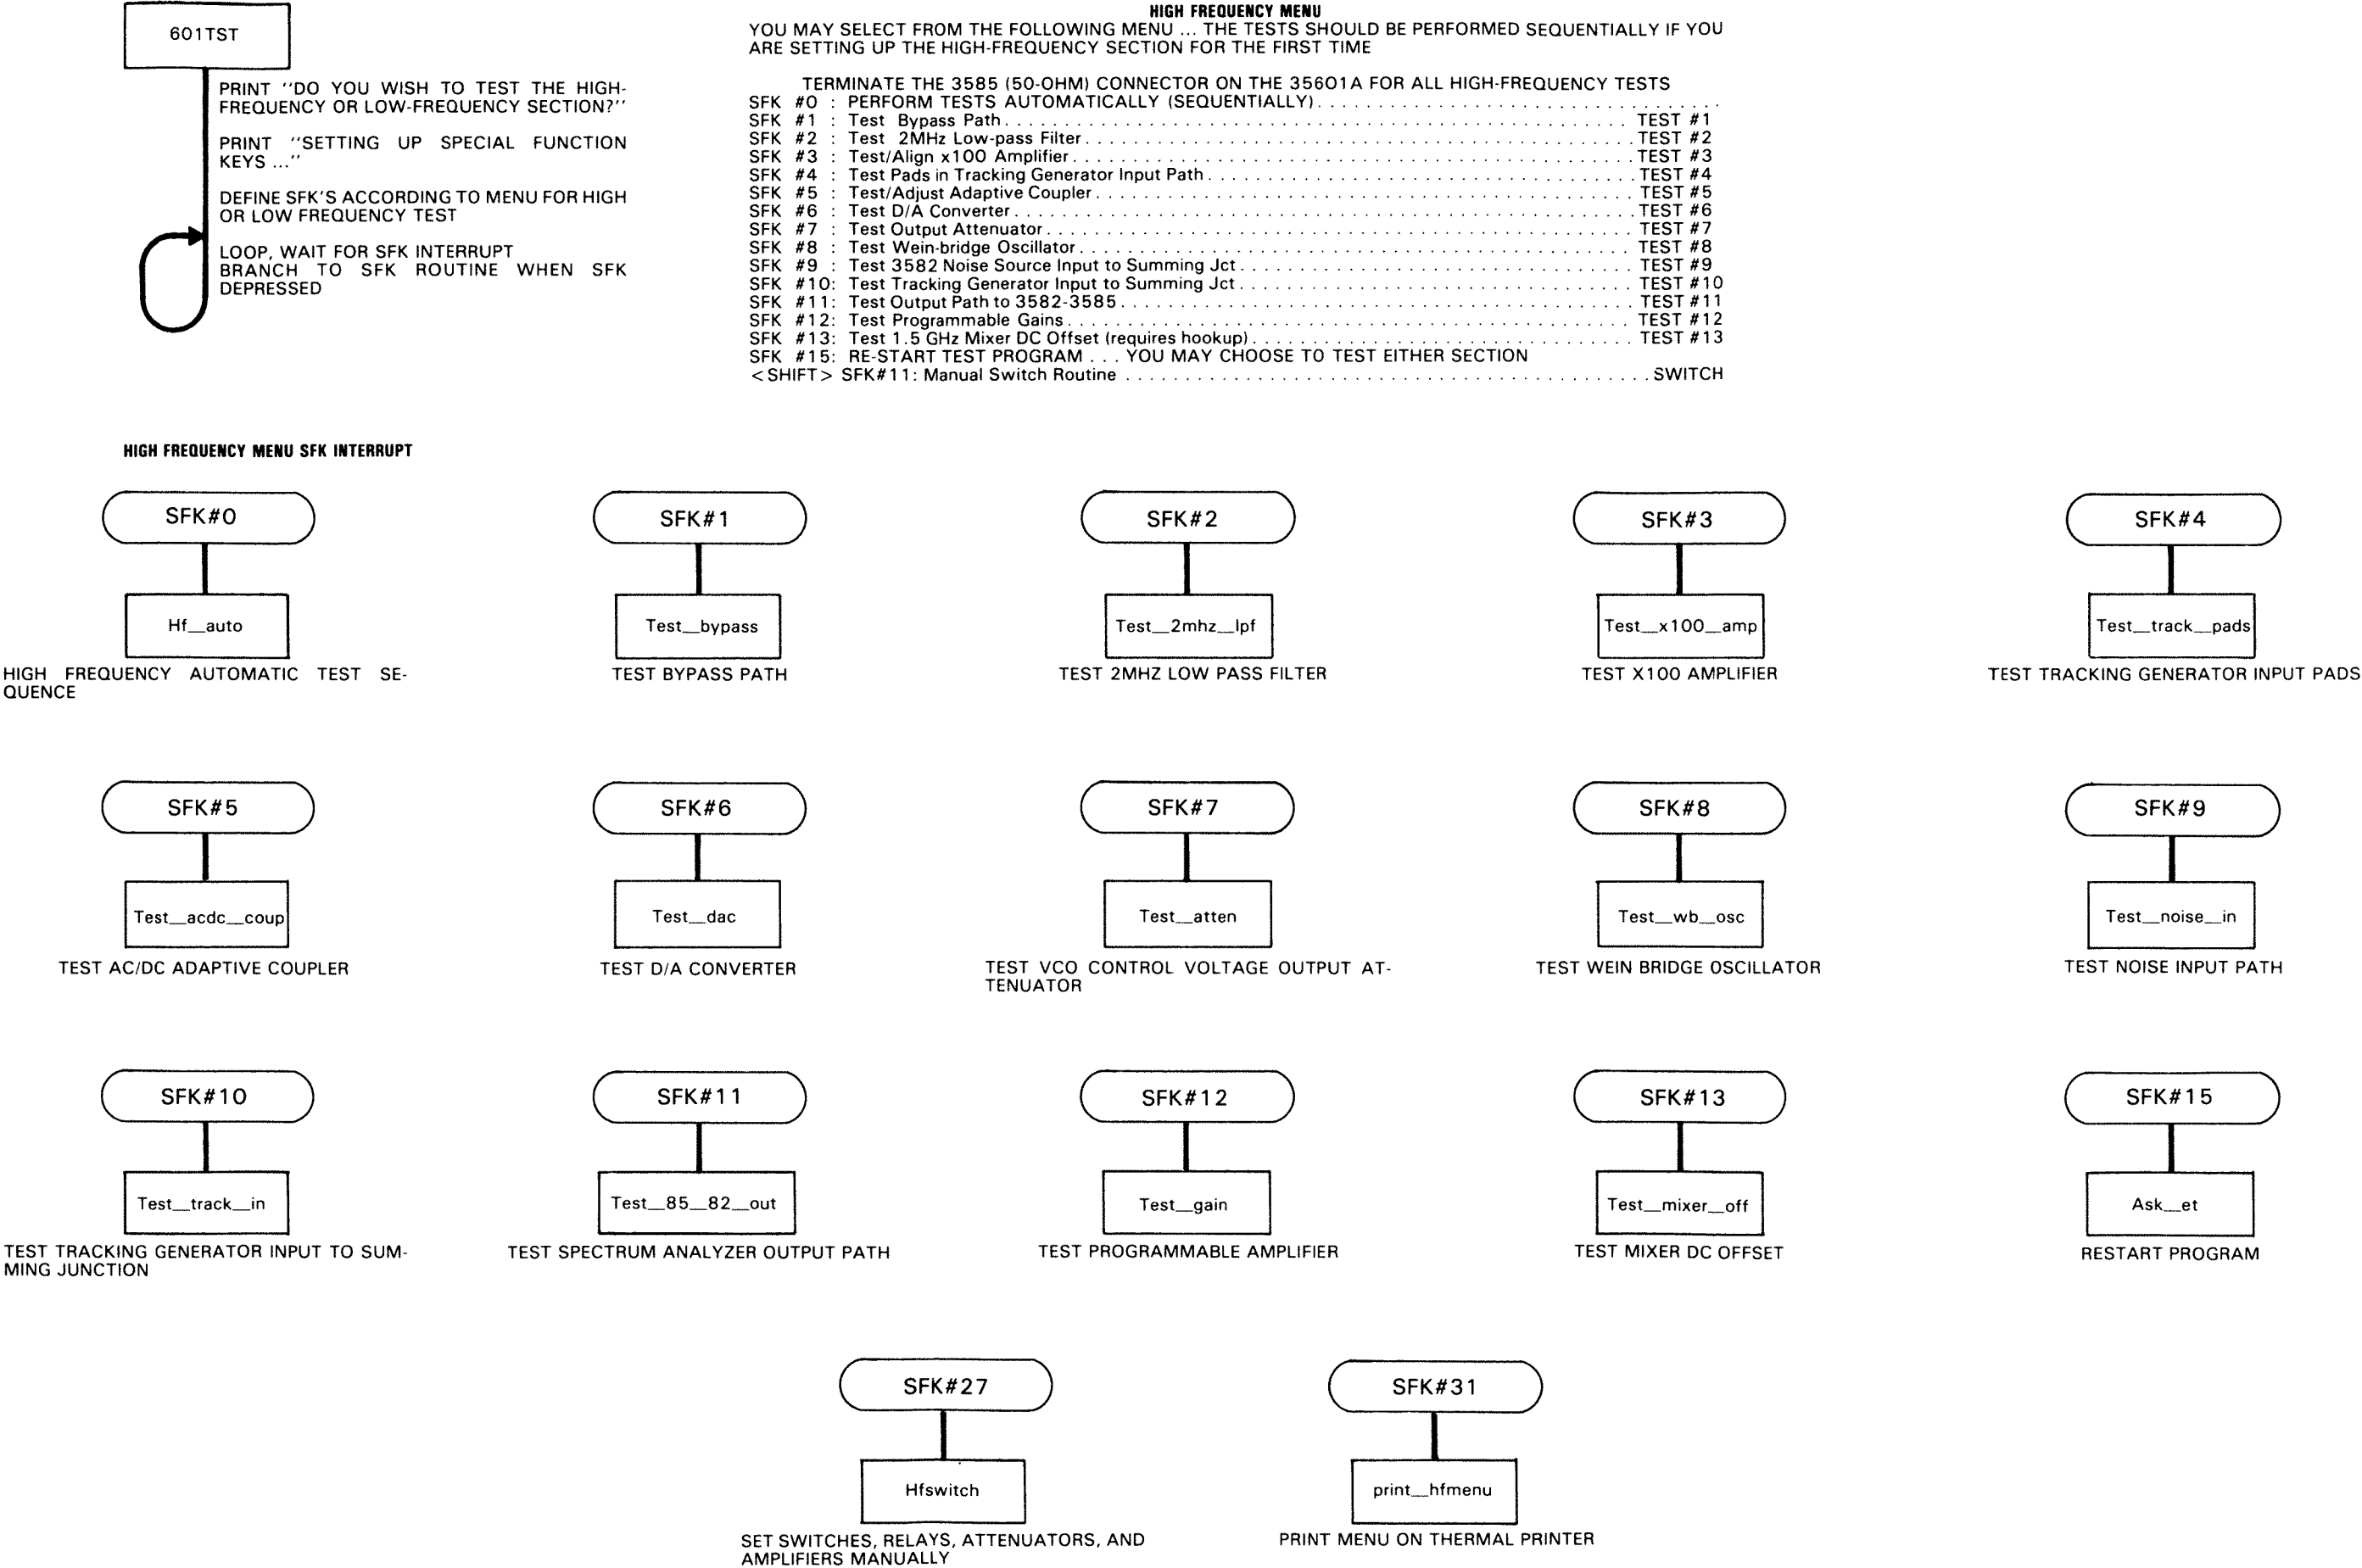 601TST
PRINT ''DO YOU WISH TO TEST THE HIGH-
FREQUENCY OR LOW-FREQUENCY SECTION?''
PRINT ''SETTING UP SPECIAL FUNCTION
KEYS ...''
DEFINE SFK'S ACCORDING TO MENU FOR HIGH
OR LOW FREQUENCY TEST
LOOP, WAIT FOR SFK INTERRUPT
BRANCH TO SFK ROUTINE WHEN SFK
DEPRESSED
HIGH FREQUENCY MENU
YOU MAY SELECT FROM THE FOLLOWING MENU ... THE TESTS SHOULD BE PERFORMED SEQUENTIALLY IF YOU
ARE SETTING UP THE HIGH-FREQUENCY SECTION FOR THE FIRST TIME
TERMINATE THE 3585 (50-OHM) CONNECTOR ON THE 35601A FOR ALL HIGH-FREQUENCY TESTS
SFK #0 : PERFORM TESTS AUTOMATICALLY (SEQUENTIALLY) . . . . . . . . . .
SFK #1 : Test Bypass Path . . . . . . . . . . TEST #1
SFK #2 : Test 2MHz Low-pass Filter . . . . . . . . . . TEST #2
SFK #3 : Test/Align x100 Amplifier . . . . . . . . . . TEST #3
SFK #4 : Test Pads in Tracking Generator Input Path . . . . . . . . . . TEST #4
SFK #5 : Test/Adjust Adaptive Coupler . . . . . . . . . . TEST #5
SFK #6 : Test D/A Converter . . . . . . . . . . TEST #6
SFK #7 : Test Output Attenuator . . . . . . . . . . TEST #7
SFK #8 : Test Wein-bridge Oscillator . . . . . . . . . . TEST #8
SFK #9 : Test 3582 Noise Source Input to Summing Jct . . . . . . . . . . TEST #9
SFK #10: Test Tracking Generator Input to Summing Jct . . . . . . . . . . TEST #10
SFK #11: Test Output Path to 3582-3585 . . . . . . . . . . TEST #11
SFK #12: Test Programmable Gains . . . . . . . . . . TEST #12
SFK #13: Test 1.5 GHz Mixer DC Offset (requires hookup) . . . . . . . . . . TEST #13
SFK #15: RE-START TEST PROGRAM . . . YOU MAY CHOOSE TO TEST EITHER SECTION
<SHIFT> SFK#11: Manual Switch Routine . . . . . . . . . . SWITCH
HIGH FREQUENCY MENU SFK INTERRUPT
SFK#0
Hf__auto
HIGH FREQUENCY AUTOMATIC TEST SE-
QUENCE
SFK#1
Test__bypass
TEST BYPASS PATH
SFK#2
Test__2mhz__lpf
TEST 2MHZ LOW PASS FILTER
SFK#3
Test__x100__amp
TEST X100 AMPLIFIER
SFK#4
Test__track__pads
TEST TRACKING GENERATOR INPUT PADS
SFK#5
Test__acdc__coup
TEST AC/DC ADAPTIVE COUPLER
SFK#6
Test__dac
TEST D/A CONVERTER
SFK#7
Test__atten
TEST VCO CONTROL VOLTAGE OUTPUT AT-
TENUATOR
SFK#8
Test__wb__osc
TEST WEIN BRIDGE OSCILLATOR
SFK#9
Test__noise__in
TEST NOISE INPUT PATH
SFK#10
Test__track__in
TEST TRACKING GENERATOR INPUT TO SUM-
MING JUNCTION
SFK#11
Test__85__82__out
TEST SPECTRUM ANALYZER OUTPUT PATH
SFK#12
Test__gain
TEST PROGRAMMABLE AMPLIFIER
SFK#13
Test__mixer__off
TEST MIXER DC OFFSET
SFK#15
Ask__et
RESTART PROGRAM
SFK#27
Hfswitch
SET SWITCHES, RELAYS, ATTENUATORS, AND
AMPLIFIERS MANUALLY
SFK#31
print__hfmenu
PRINT MENU ON THERMAL PRINTER